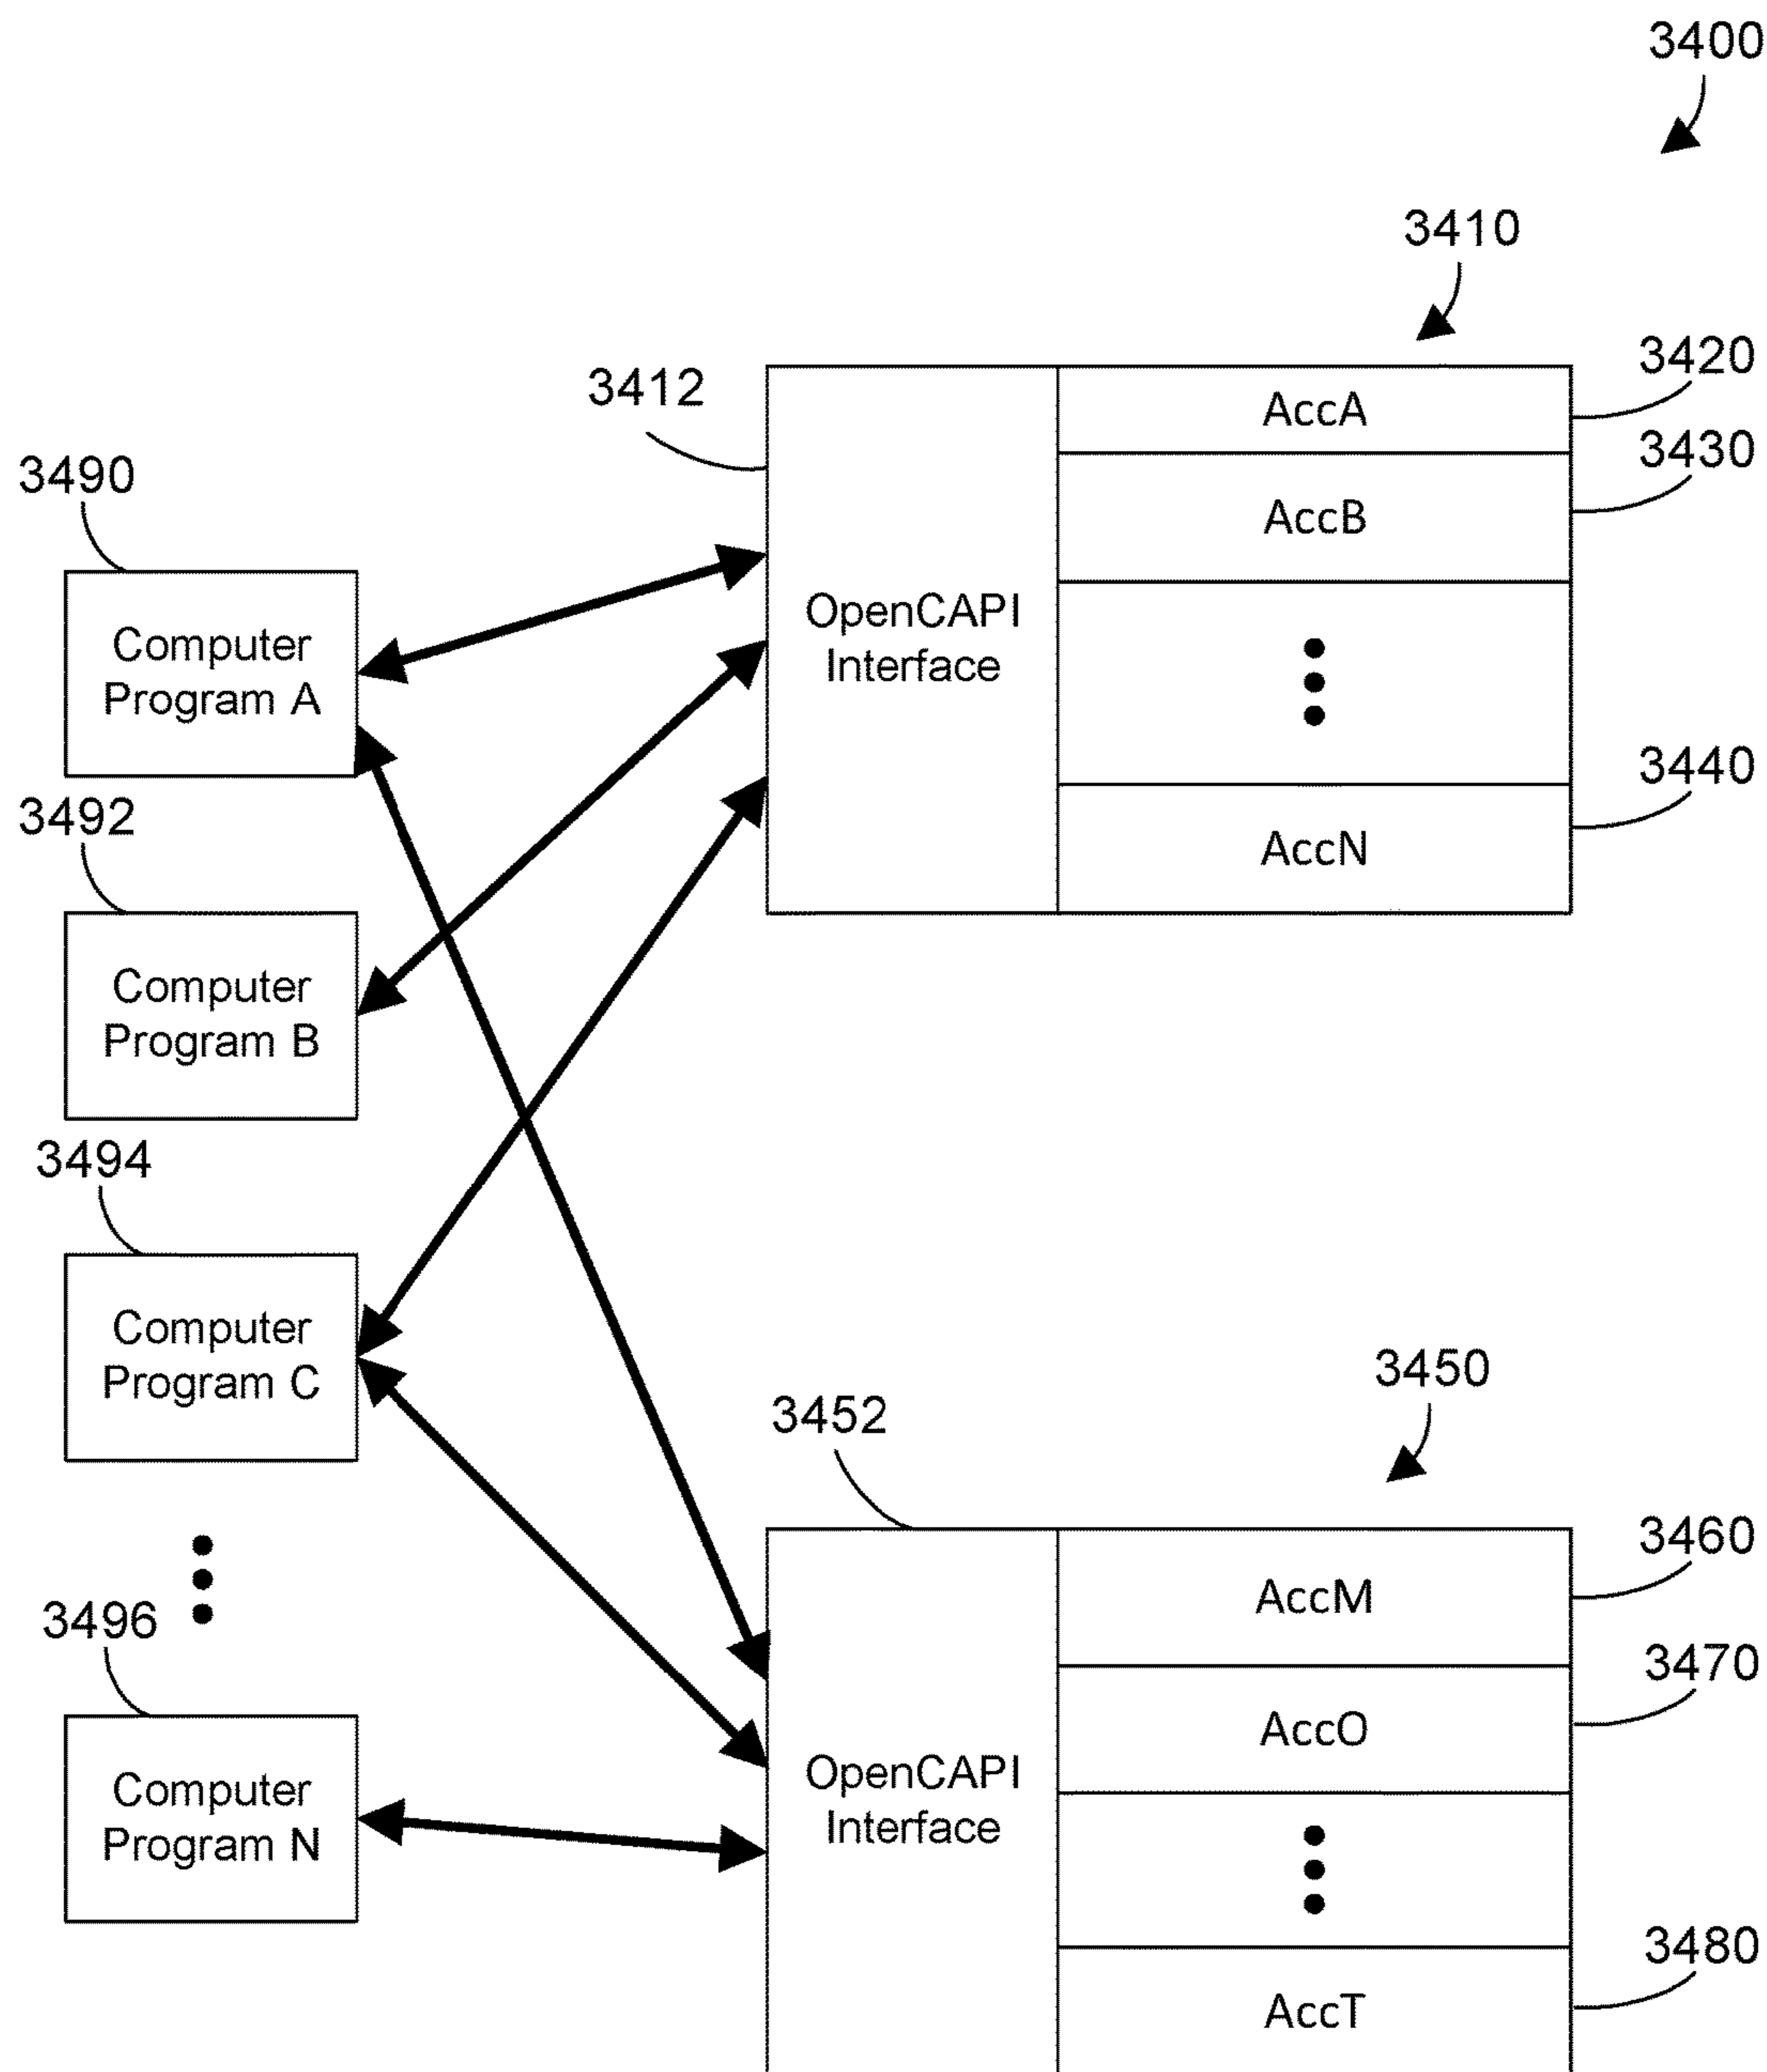 3400
3410
3412
3420
AccA
3430
AccB
3490
OpenCAPI
Interface
Computer
Program A
3440
AccN
3492
Computer
Program B
3494
Computer
Program C
3450
3452
3460
AccM
3470
AccO
3496
OpenCAPI
Interface
Computer
Program N
3480
AccT